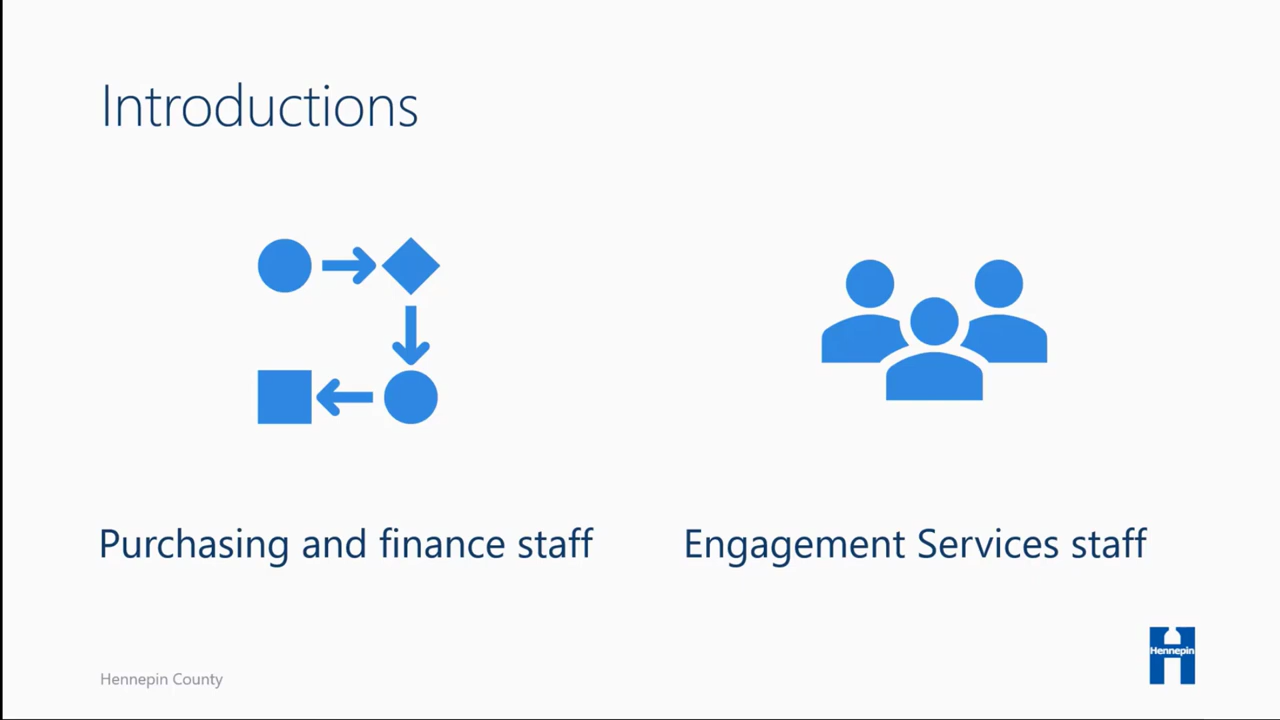 Introductions
Purchasing and finance staff
Engagement Services staff
Hennepin
Hennepin County